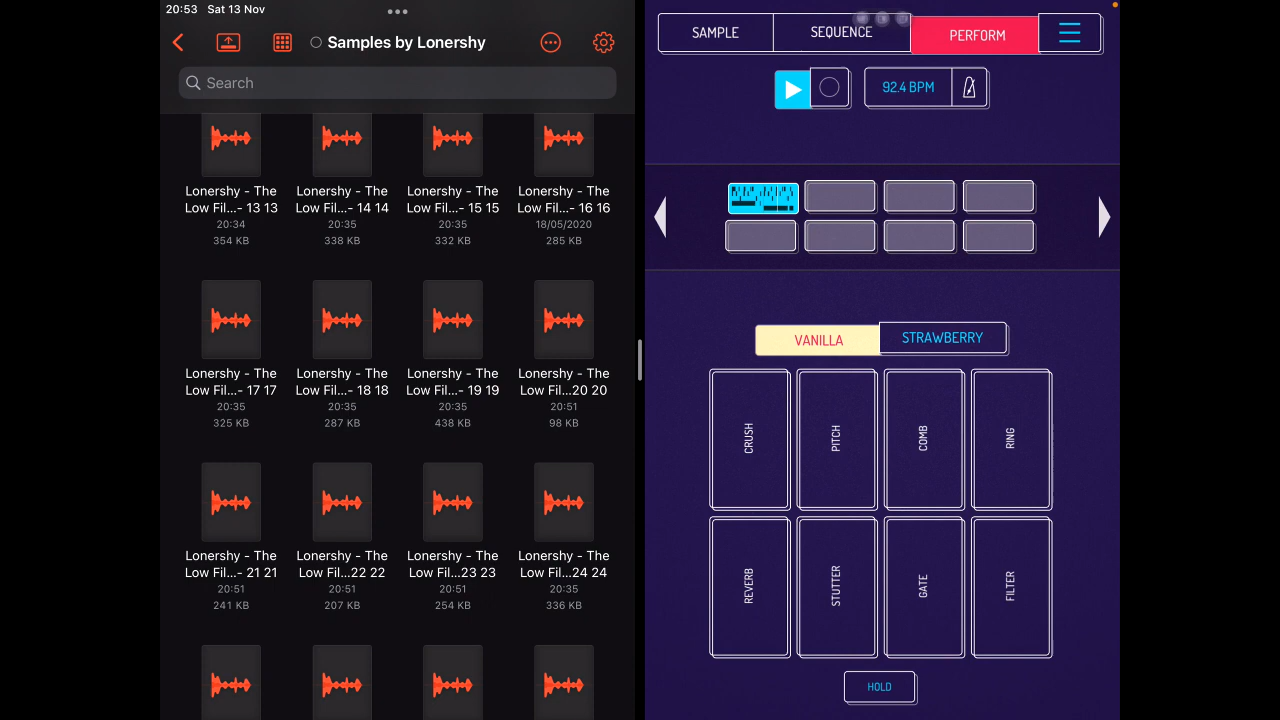 20:53 Sat 13 Nov
Samples by Lonershy
Search
Lonershy - The Lonershy - The Lonershy - The Lonershy - The
Low Fil...- 13 13 Low Fil...- 14 14 Low Fil...- 15 15 Low Fil...- 16 16
20:34 20:35 20:35 18/05/2020
354 KB 338 KB 332 KB 285 KB
Lonershy - The Lonershy - The Lonershy - The Lonershy - The
Low Fil...- 17 17 Low Fil...- 18 18 Low Fil...- 19 19 Low Fil...20 20
20:35 20:35 20:35 20:51
325 KB 287 KB 438 KB 98 KB
Lonershy - The Lonershy - The Lonershy - The Lonershy - The
Low Fil...- 21 21 Low Fil...22 22 Low Fil...23 23 Low Fil...24 24
20:51 20:51 20:51 20:35
241 KB 207 KB 254 KB 336 KB
SAMPLE SEQUENCE PERFORM
92.4 BPM
VANILLA STRAWBERRY
CRUSH PITCH COMB RING
REVERB STUTTER GATE FILTER
HOLD